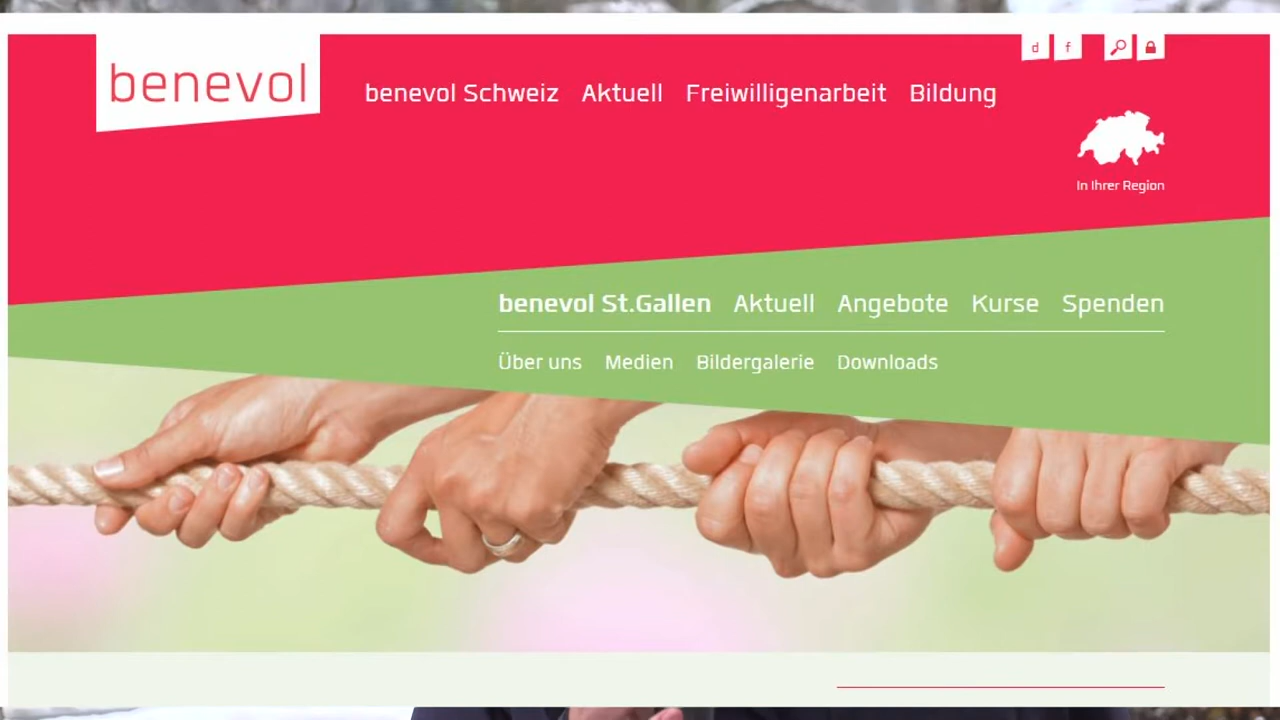 benevol
d f
benevol Schweiz Aktuell Freiwilligenarbeit Bildung
In Ihrer Region
benevol St.Gallen Aktuell Angebote Kurse Spenden
Über uns Medien Bildergalerie Downloads